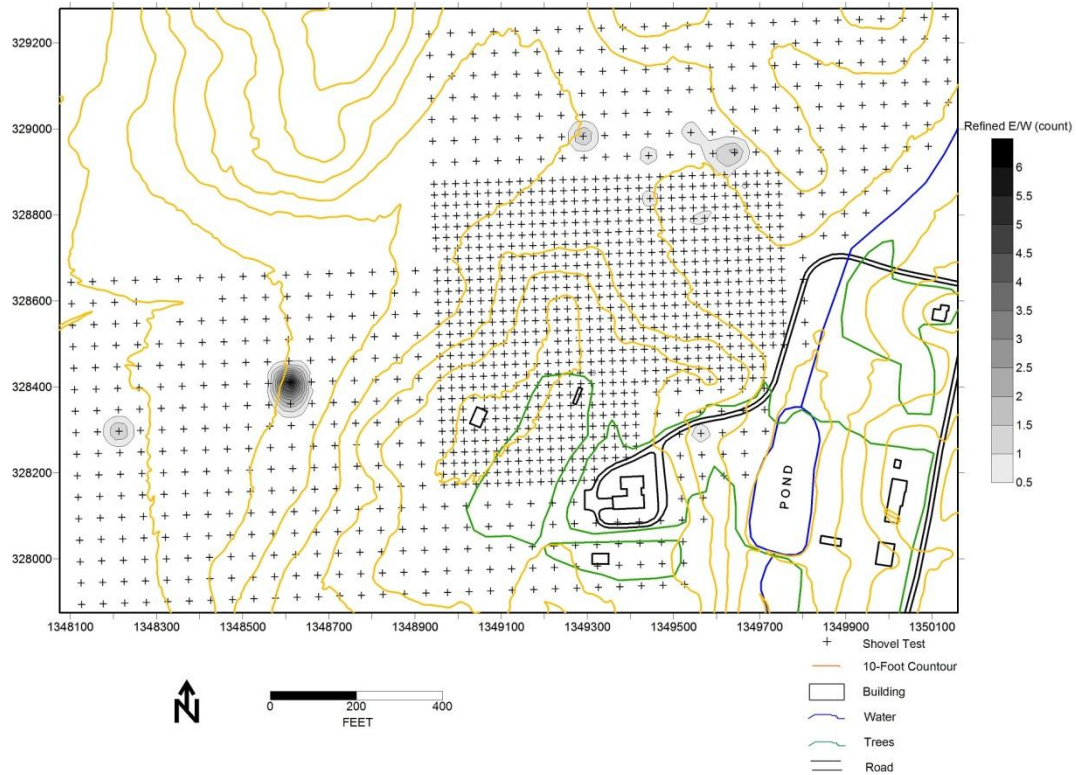 329200
329000
328800
328600
328400
328200
328000
1348100 1348300 1348500 1348700 1348900 1349100 1349300 1349500 1349700 1349900 1350100
POND
Refined E/W (count)
6
5.5
5
4.5
4
3.5
3
2.5
2
1.5
1
0.5
N
0 200 400
FEET
Shovel Test
10-Foot Countour
Building
Water
Trees
Road